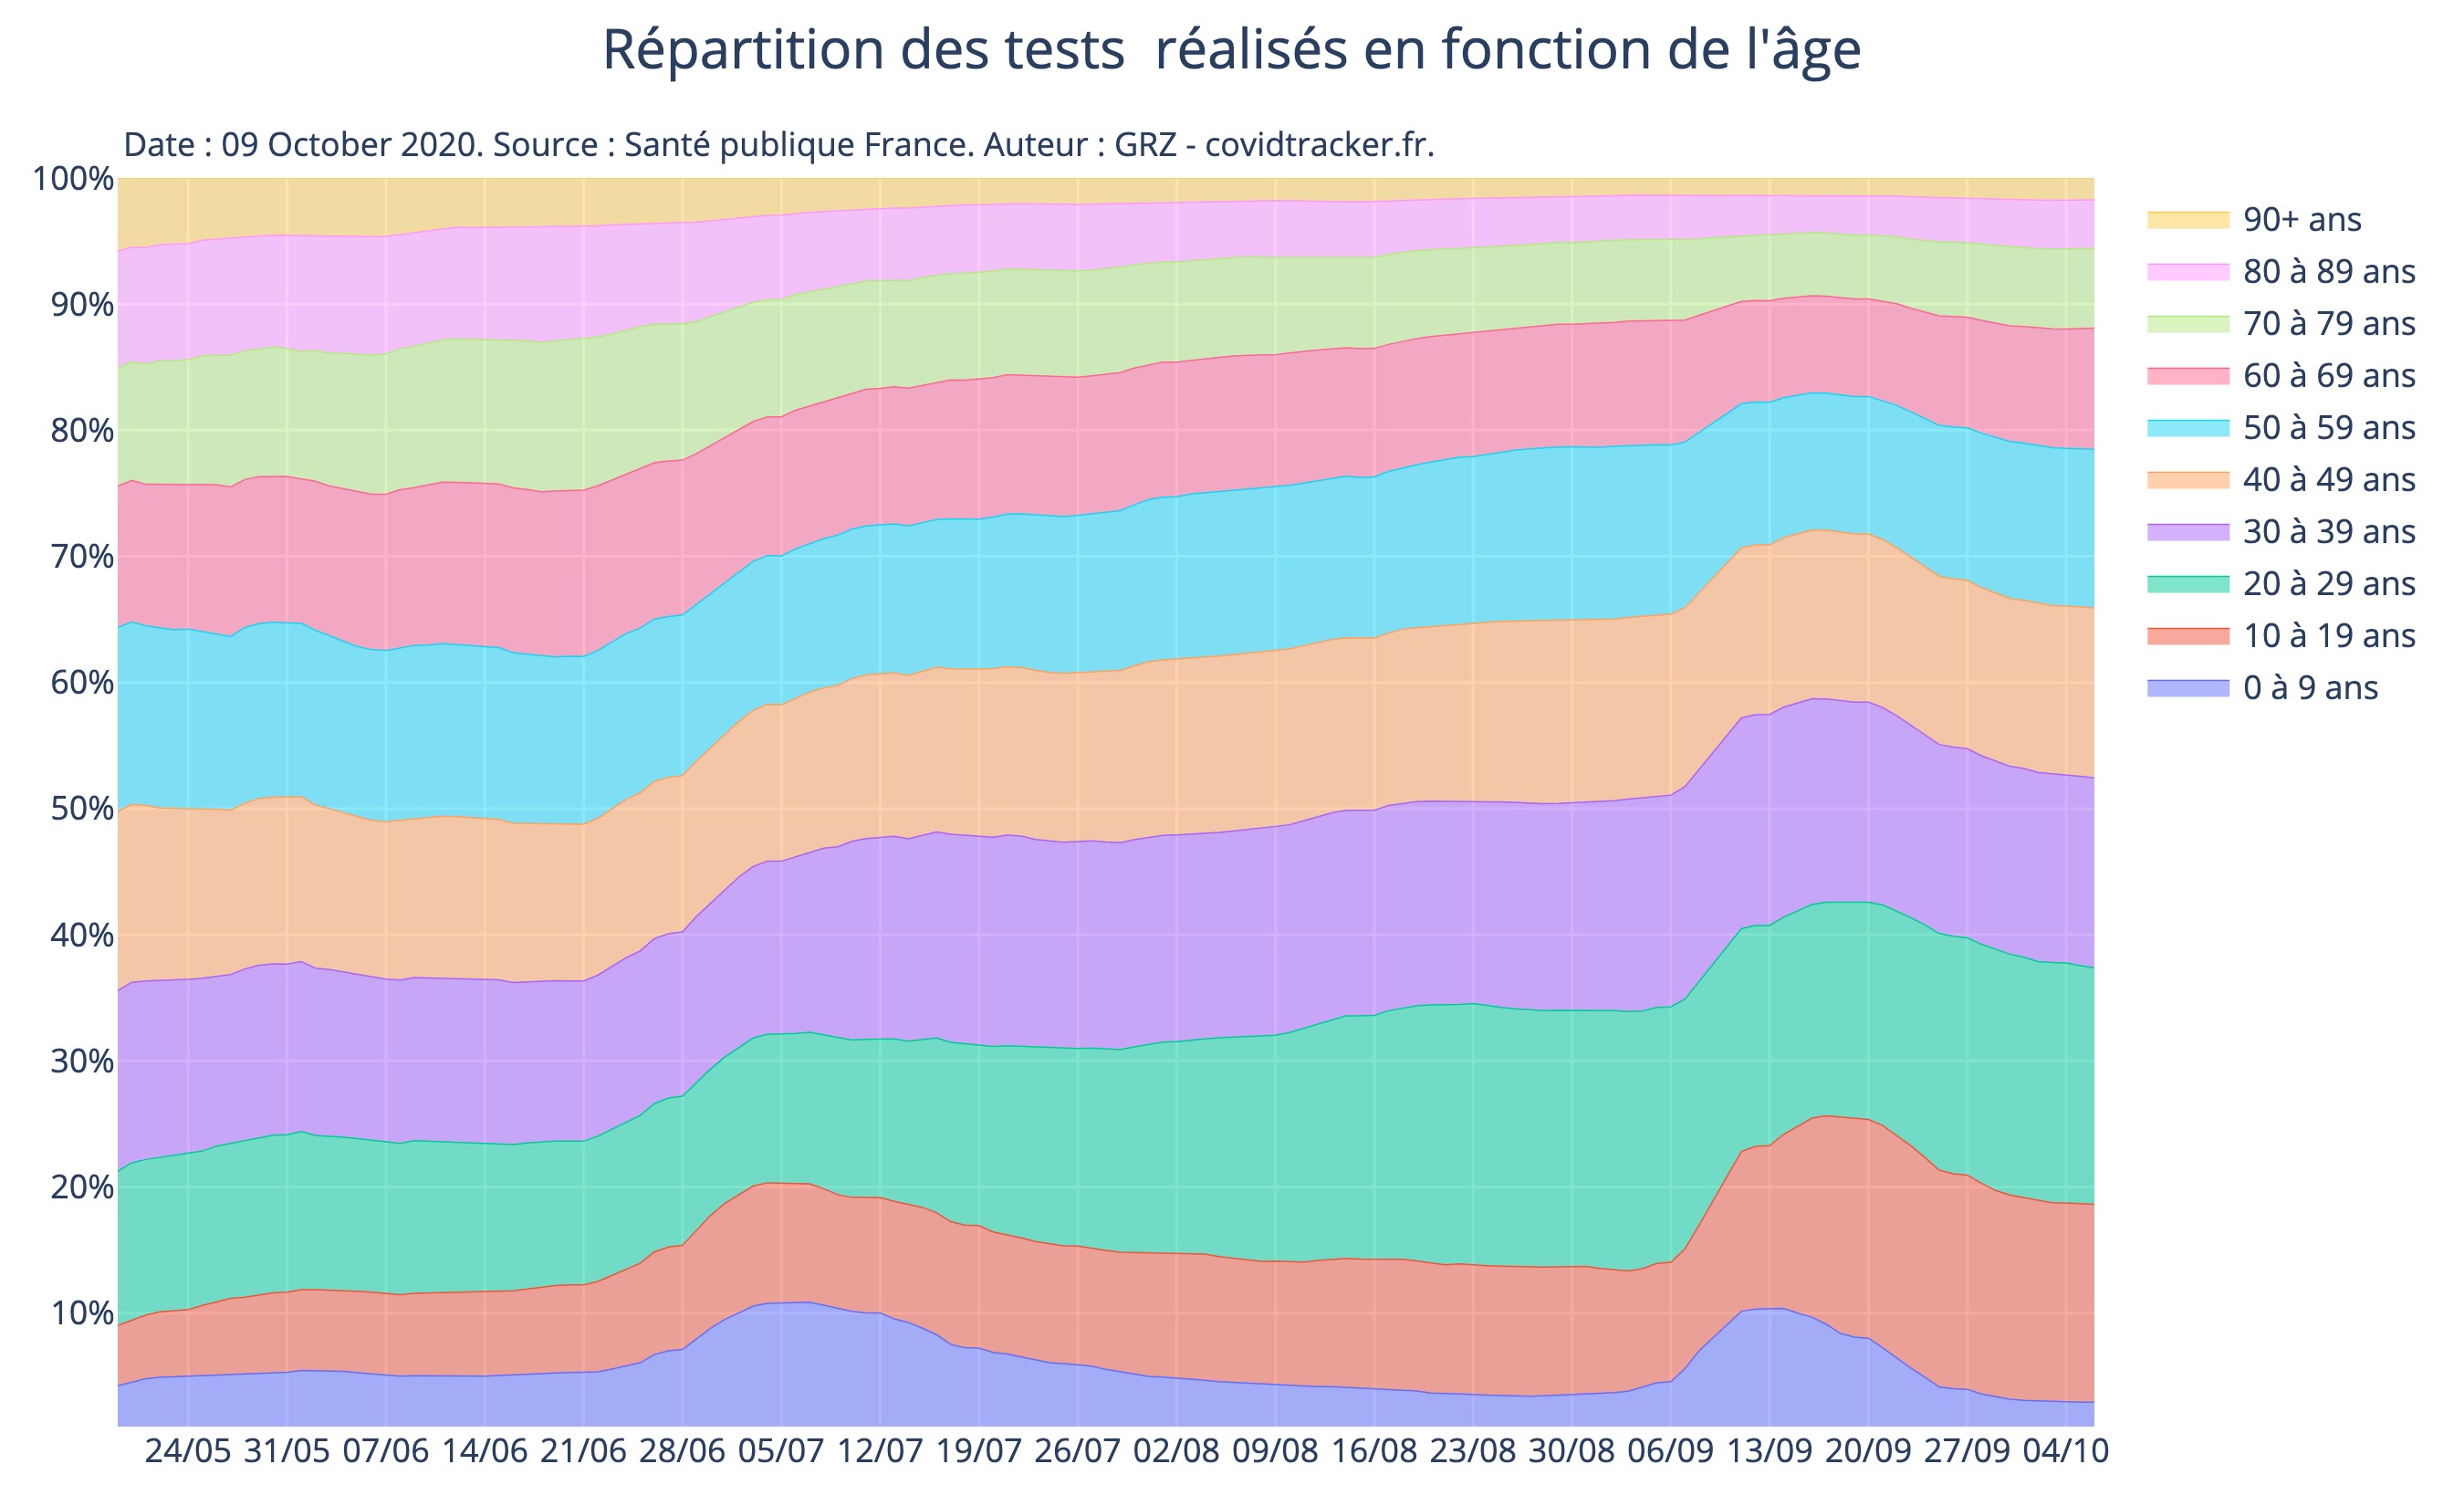 Répartition des tests  réalisés en fonction de l'âge
Date : 09 October 2020. Source : Santé publique France. Auteur : GRZ - covidtracker.fr.
100%
90%
80%
70%
60%
50%
40%
30%
20%
10%
24/05 31/05 07/06 14/06 21/06 28/06 05/07 12/07 19/07 26/07 02/08 09/08 16/08 23/08 30/08 06/09 13/09 20/09 27/09 04/10
90+ ans
80 à 89 ans
70 à 79 ans
60 à 69 ans
50 à 59 ans
40 à 49 ans
30 à 39 ans
20 à 29 ans
10 à 19 ans
0 à 9 ans